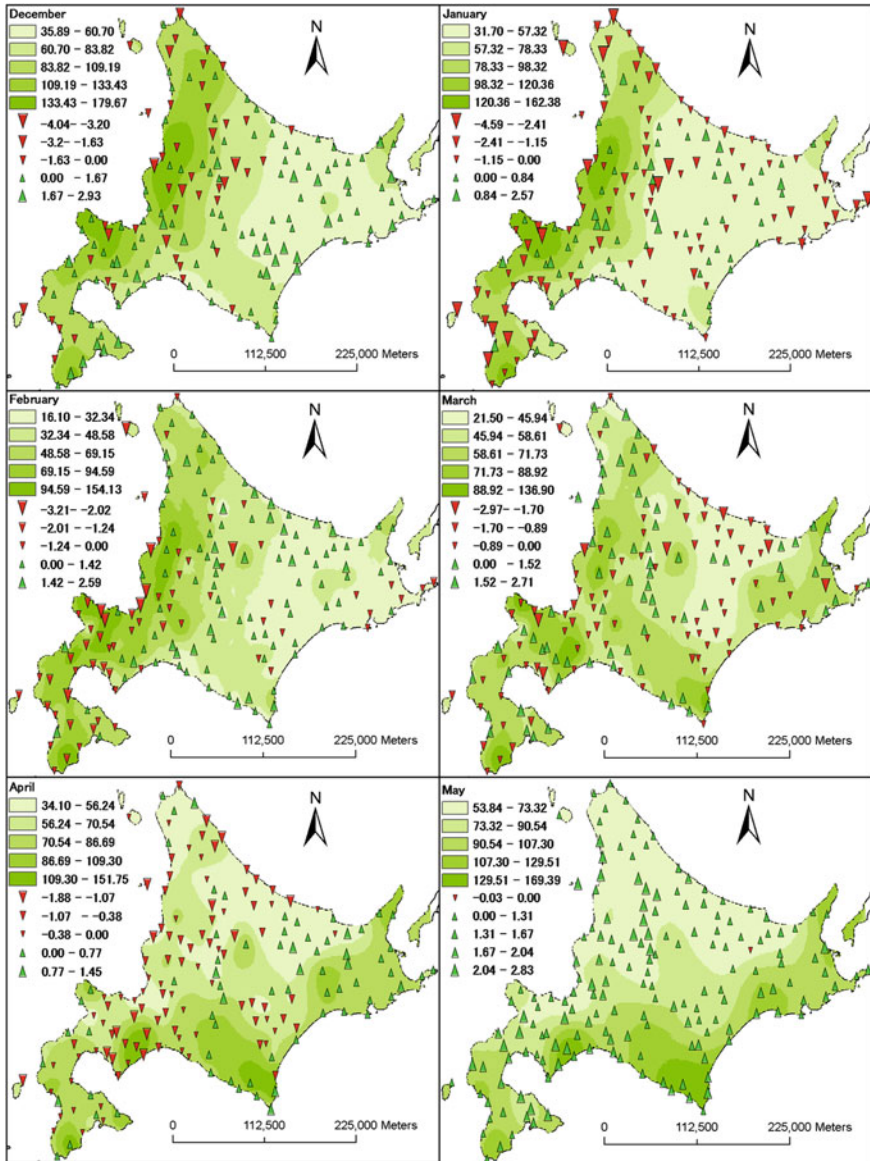 December
35.89 – 60.70
60.70 – 83.82
83.82 – 109.19
109.19 – 133.43
133.43 – 179.67
-4.04– -3.20
-3.2– -1.63
-1.63 – 0.00
0.00 – 1.67
1.67 – 2.93
N
0 112,500 225,000 Meters
January
31.70 – 57.32
57.32 – 78.33
78.33 – 98.32
98.32 – 120.36
120.36 – 162.38
-4.59 – -2.41
-2.41 – -1.15
-1.15 – 0.00
0.00 – 0.84
0.84 – 2.57
N
0 112,500 225,000 Meters
February
16.10 – 32.34
32.34 – 48.58
48.58 – 69.15
69.15 – 94.59
94.59 – 154.13
-3.21– -2.02
-2.01 – -1.24
-1.24 – 0.00
0.00 – 1.42
1.42 – 2.59
N
0 112,500 225,000 Meters
March
21.50 – 45.94
45.94 – 58.61
58.61 – 71.73
71.73 – 88.92
88.92 – 136.90
-2.97– -1.70
-1.70 – -0.89
-0.89 – 0.00
0.00 – 1.52
1.52 – 2.71
N
0 112,500 225,000 Meters
April
34.10 – 56.24
56.24 – 70.54
70.54 – 86.69
86.69 – 109.30
109.30 – 151.75
-1.88 – -1.07
-1.07 – -0.38
-0.38 – 0.00
0.00 – 0.77
0.77 – 1.45
N
0 112,500 225,000 Meters
May
53.84 – 73.32
73.32 – 90.54
90.54 – 107.30
107.30 – 129.51
129.51 – 169.39
-0.03 – 0.00
0.00 – 1.31
1.31 – 1.67
1.67 – 2.04
2.04 – 2.83
N
0 112,500 225,000 Meters